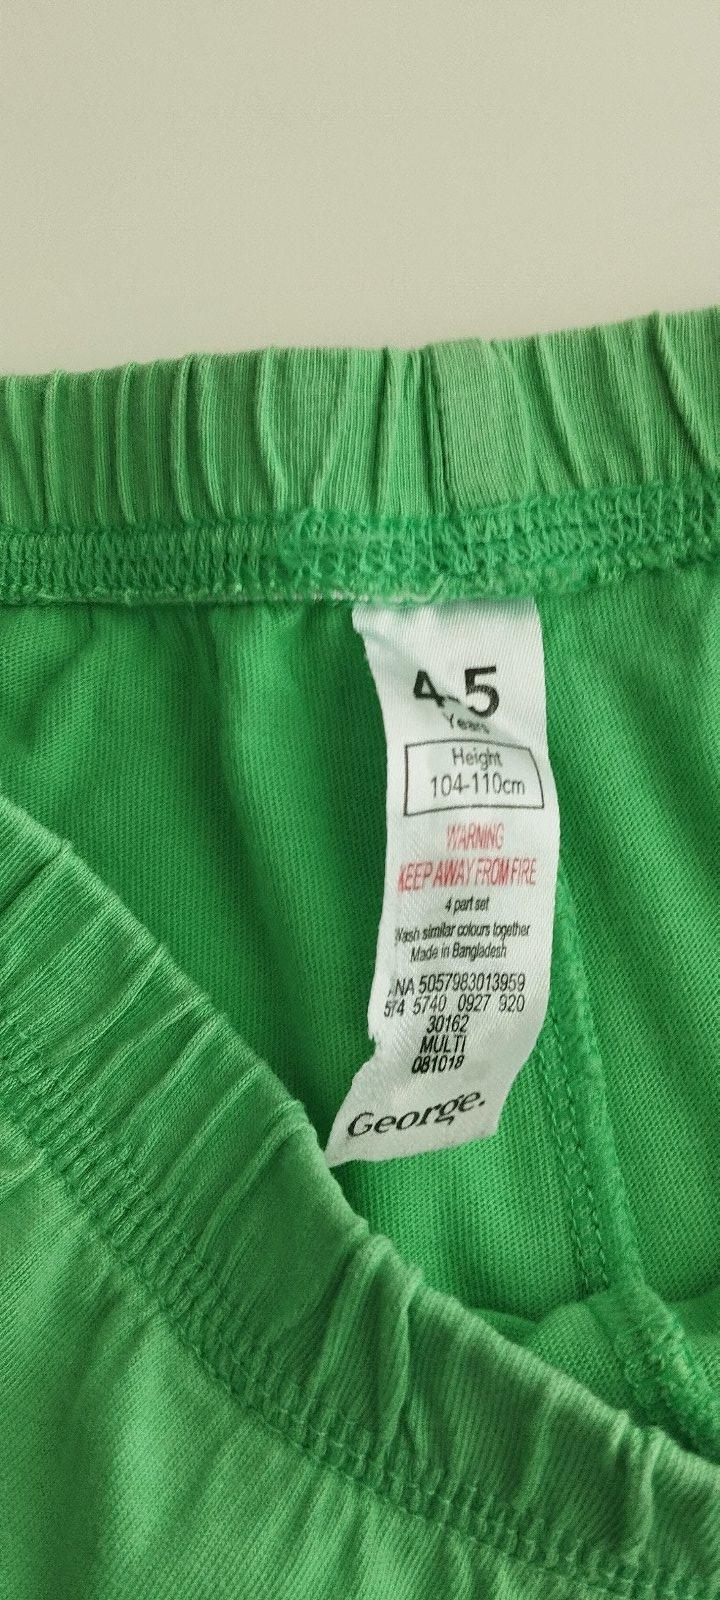 4-5
Years
Height
104-110cm
WARNING
KEEP AWAY FROM FIRE
4 part set
Wash similar colours together
Made in Bangladesh
ANA 5057983013959
574 5740 0927 920
30162
MULTI
081018
George.